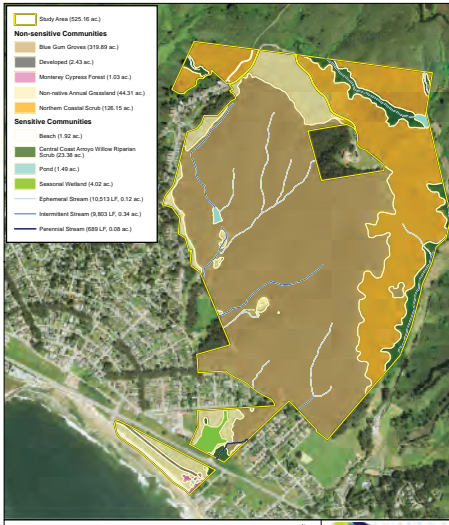 Study Area (525.16 ac.)
Non-sensitive Communities
Blue Gum Groves (319.89 ac.)
Developed (2.43 ac.)
Monterey Cypress Forest (1.03 ac.)
Non-native Annual Grassland (44.31 ac.)
Northern Coastal Scrub (126.15 ac.)
Sensitive Communities
Beach (1.92 ac.)
Central Coast Arroyo Willow Riparian
Scrub (23.38 ac.)
Pond (1.49 ac.)
Seasonal Wetland (4.02 ac.)
Ephemeral Stream (10,513 LF, 0.12 ac.)
Intermittent Stream (9,803 LF, 0.34 ac.)
Perennial Stream (689 LF, 0.08 ac.)